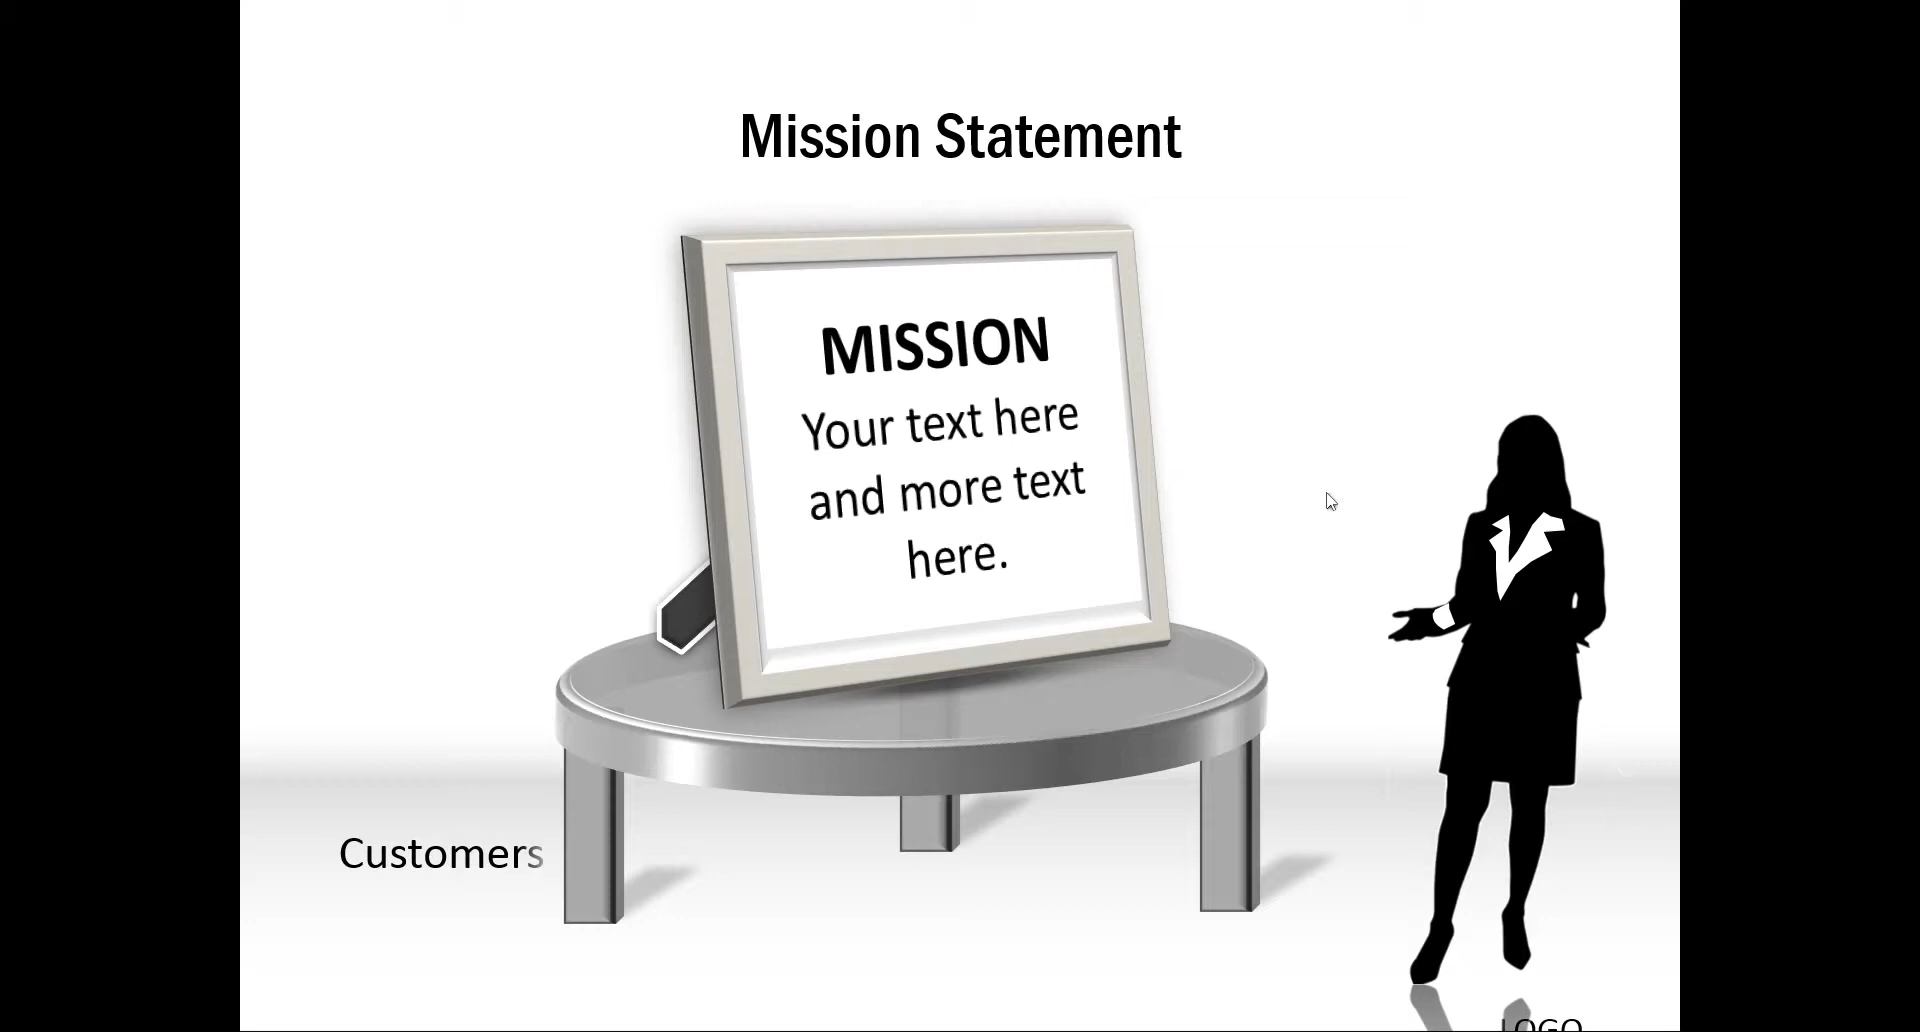 Mission Statement
MISSION
Your text here
and more text
here.
Customers
LOGO